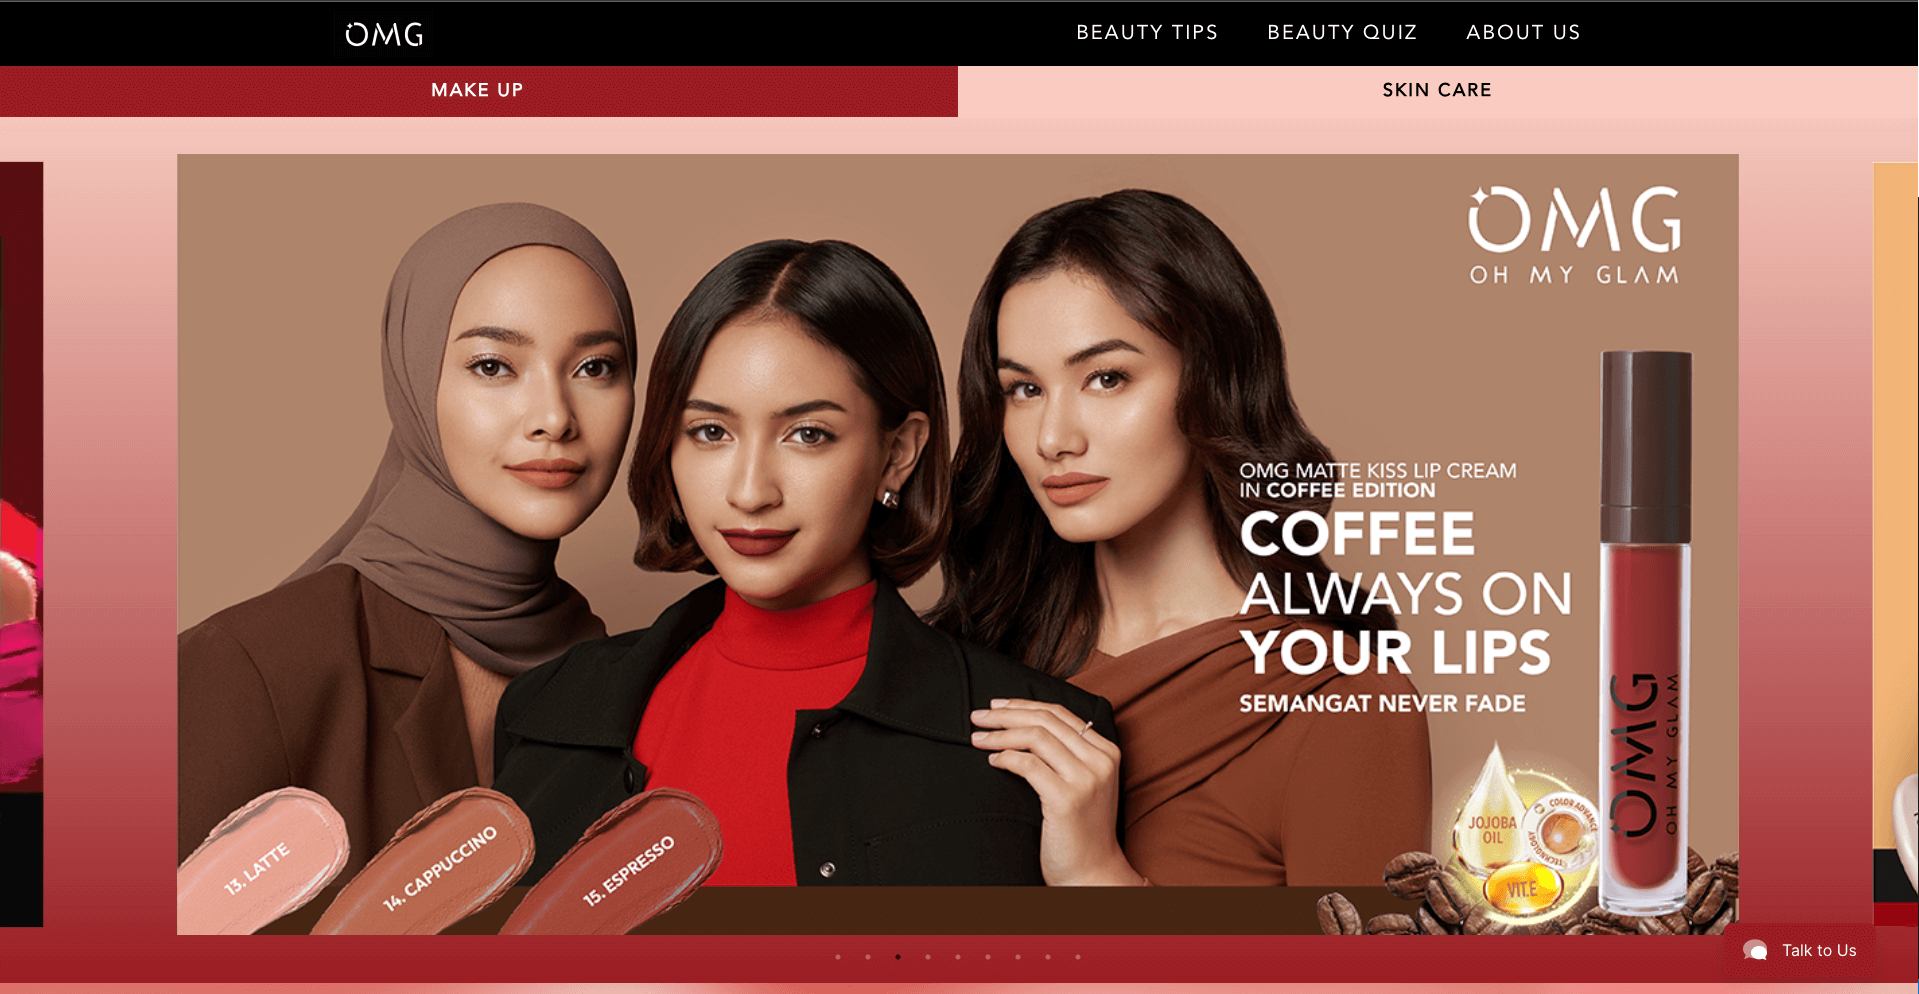 OMG
BEAUTY TIPS
BEAUTY QUIZ
ABOUT US
MAKE UP
SKIN CARE
OMG
OH MY GLAM
OMG MATTE KISS LIP CREAM
IN COFFEE EDITION
COFFEE
ALWAYS ON
YOUR LIPS
SEMANGAT NEVER FADE
JOJOBA
OIL
COLOR ADVANCE
TECHNOLOGY
VIT.E
OMG
OH MY GLAM
13. LATTE
14. CAPPUCCINO
15. ESPRESSO
Talk to Us